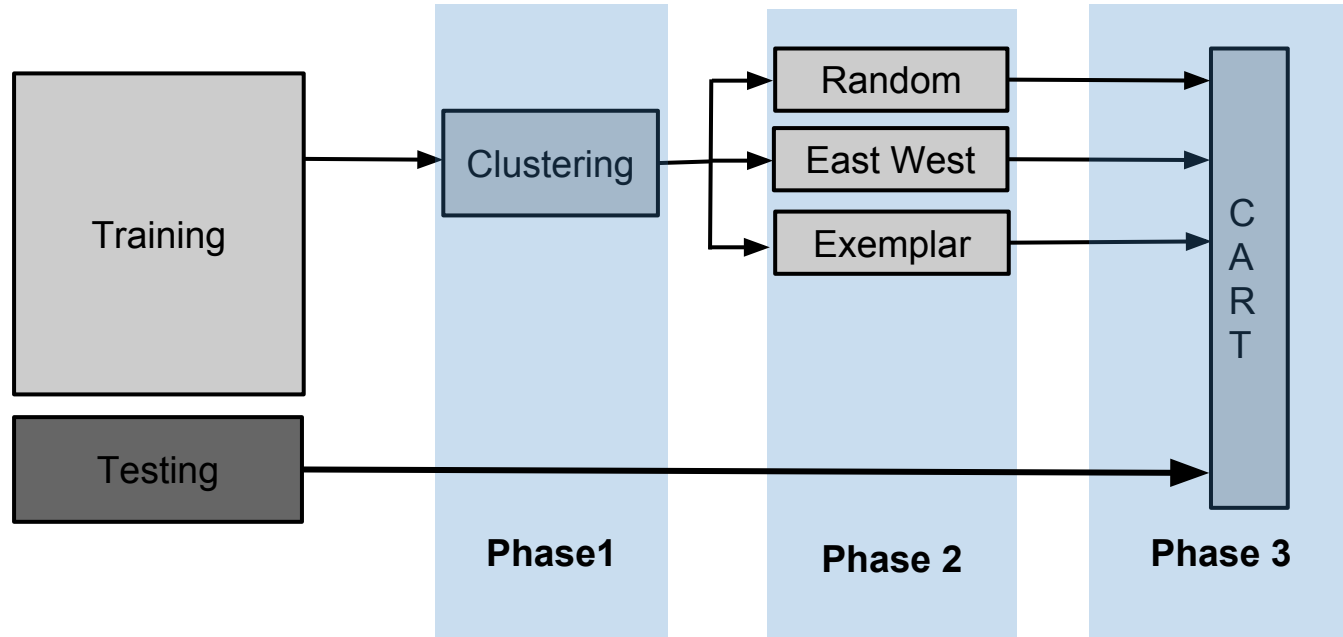 Training
Testing
Clustering
Phase1
Random
East West
Exemplar
Phase 2
C
A
R
T
Phase 3